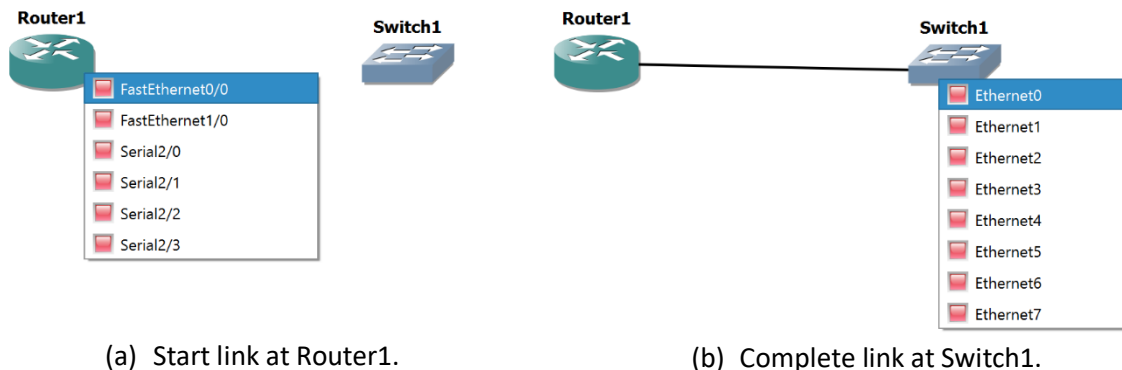 Router1
Switch1
FastEthernet0/0
FastEthernet1/0
Serial2/0
Serial2/1
Serial2/2
Serial2/3
(a) Start link at Router1.
Router1
Switch1
Ethernet0
Ethernet1
Ethernet2
Ethernet3
Ethernet4
Ethernet5
Ethernet6
Ethernet7
(b) Complete link at Switch1.